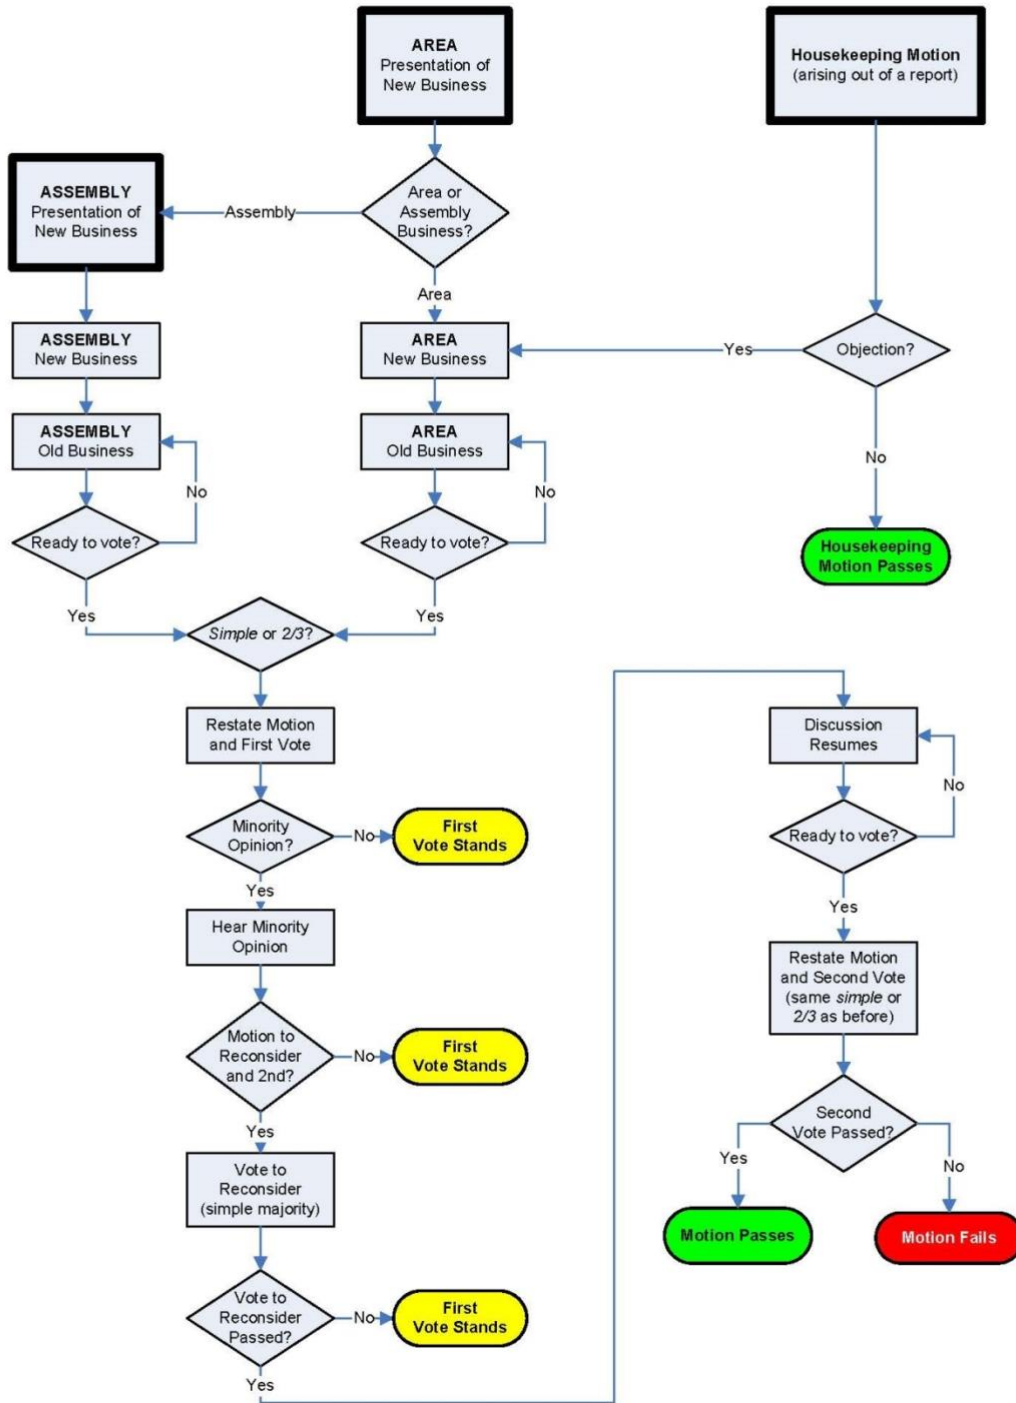 AREA
Presentation of
New Business
Housekeeping Motion
(arising out of a report)
ASSEMBLY
Presentation of
New Business
Assembly
Area or
Assembly
Business?
Area
ASSEMBLY
New Business
AREA
New Business
Yes
Objection?
ASSEMBLY
Old Business
AREA
Old Business
No
No
No
Ready to vote?
Ready to vote?
Housekeeping
Motion Passes
Yes
Simple or 2/3?
Yes
Restate Motion
and First Vote
Minority
Opinion?
No
First
Vote Stands
Yes
Hear Minority
Opinion
Motion to
Reconsider
and 2nd?
No
First
Vote Stands
Yes
Vote to
Reconsider
(simple majority)
Vote to
Reconsider
Passed?
No
First
Vote Stands
Yes
Discussion
Resumes
No
Ready to vote?
Yes
Restate Motion
and Second Vote
(same simple or
2/3 as before)
Second
Vote Passed?
Yes
No
Motion Passes
Motion Fails